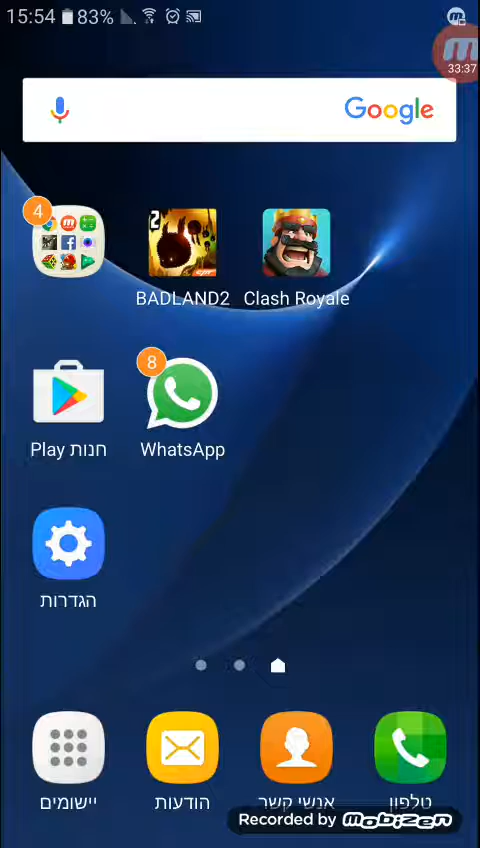 15:54 83%
33:37
Google
4
2
BADLAND2
Clash Royale
8
חנות Play
WhatsApp
הגדרות
יישומים
הודעות
אנשי קשר
טלפון
Recorded by Mobizen